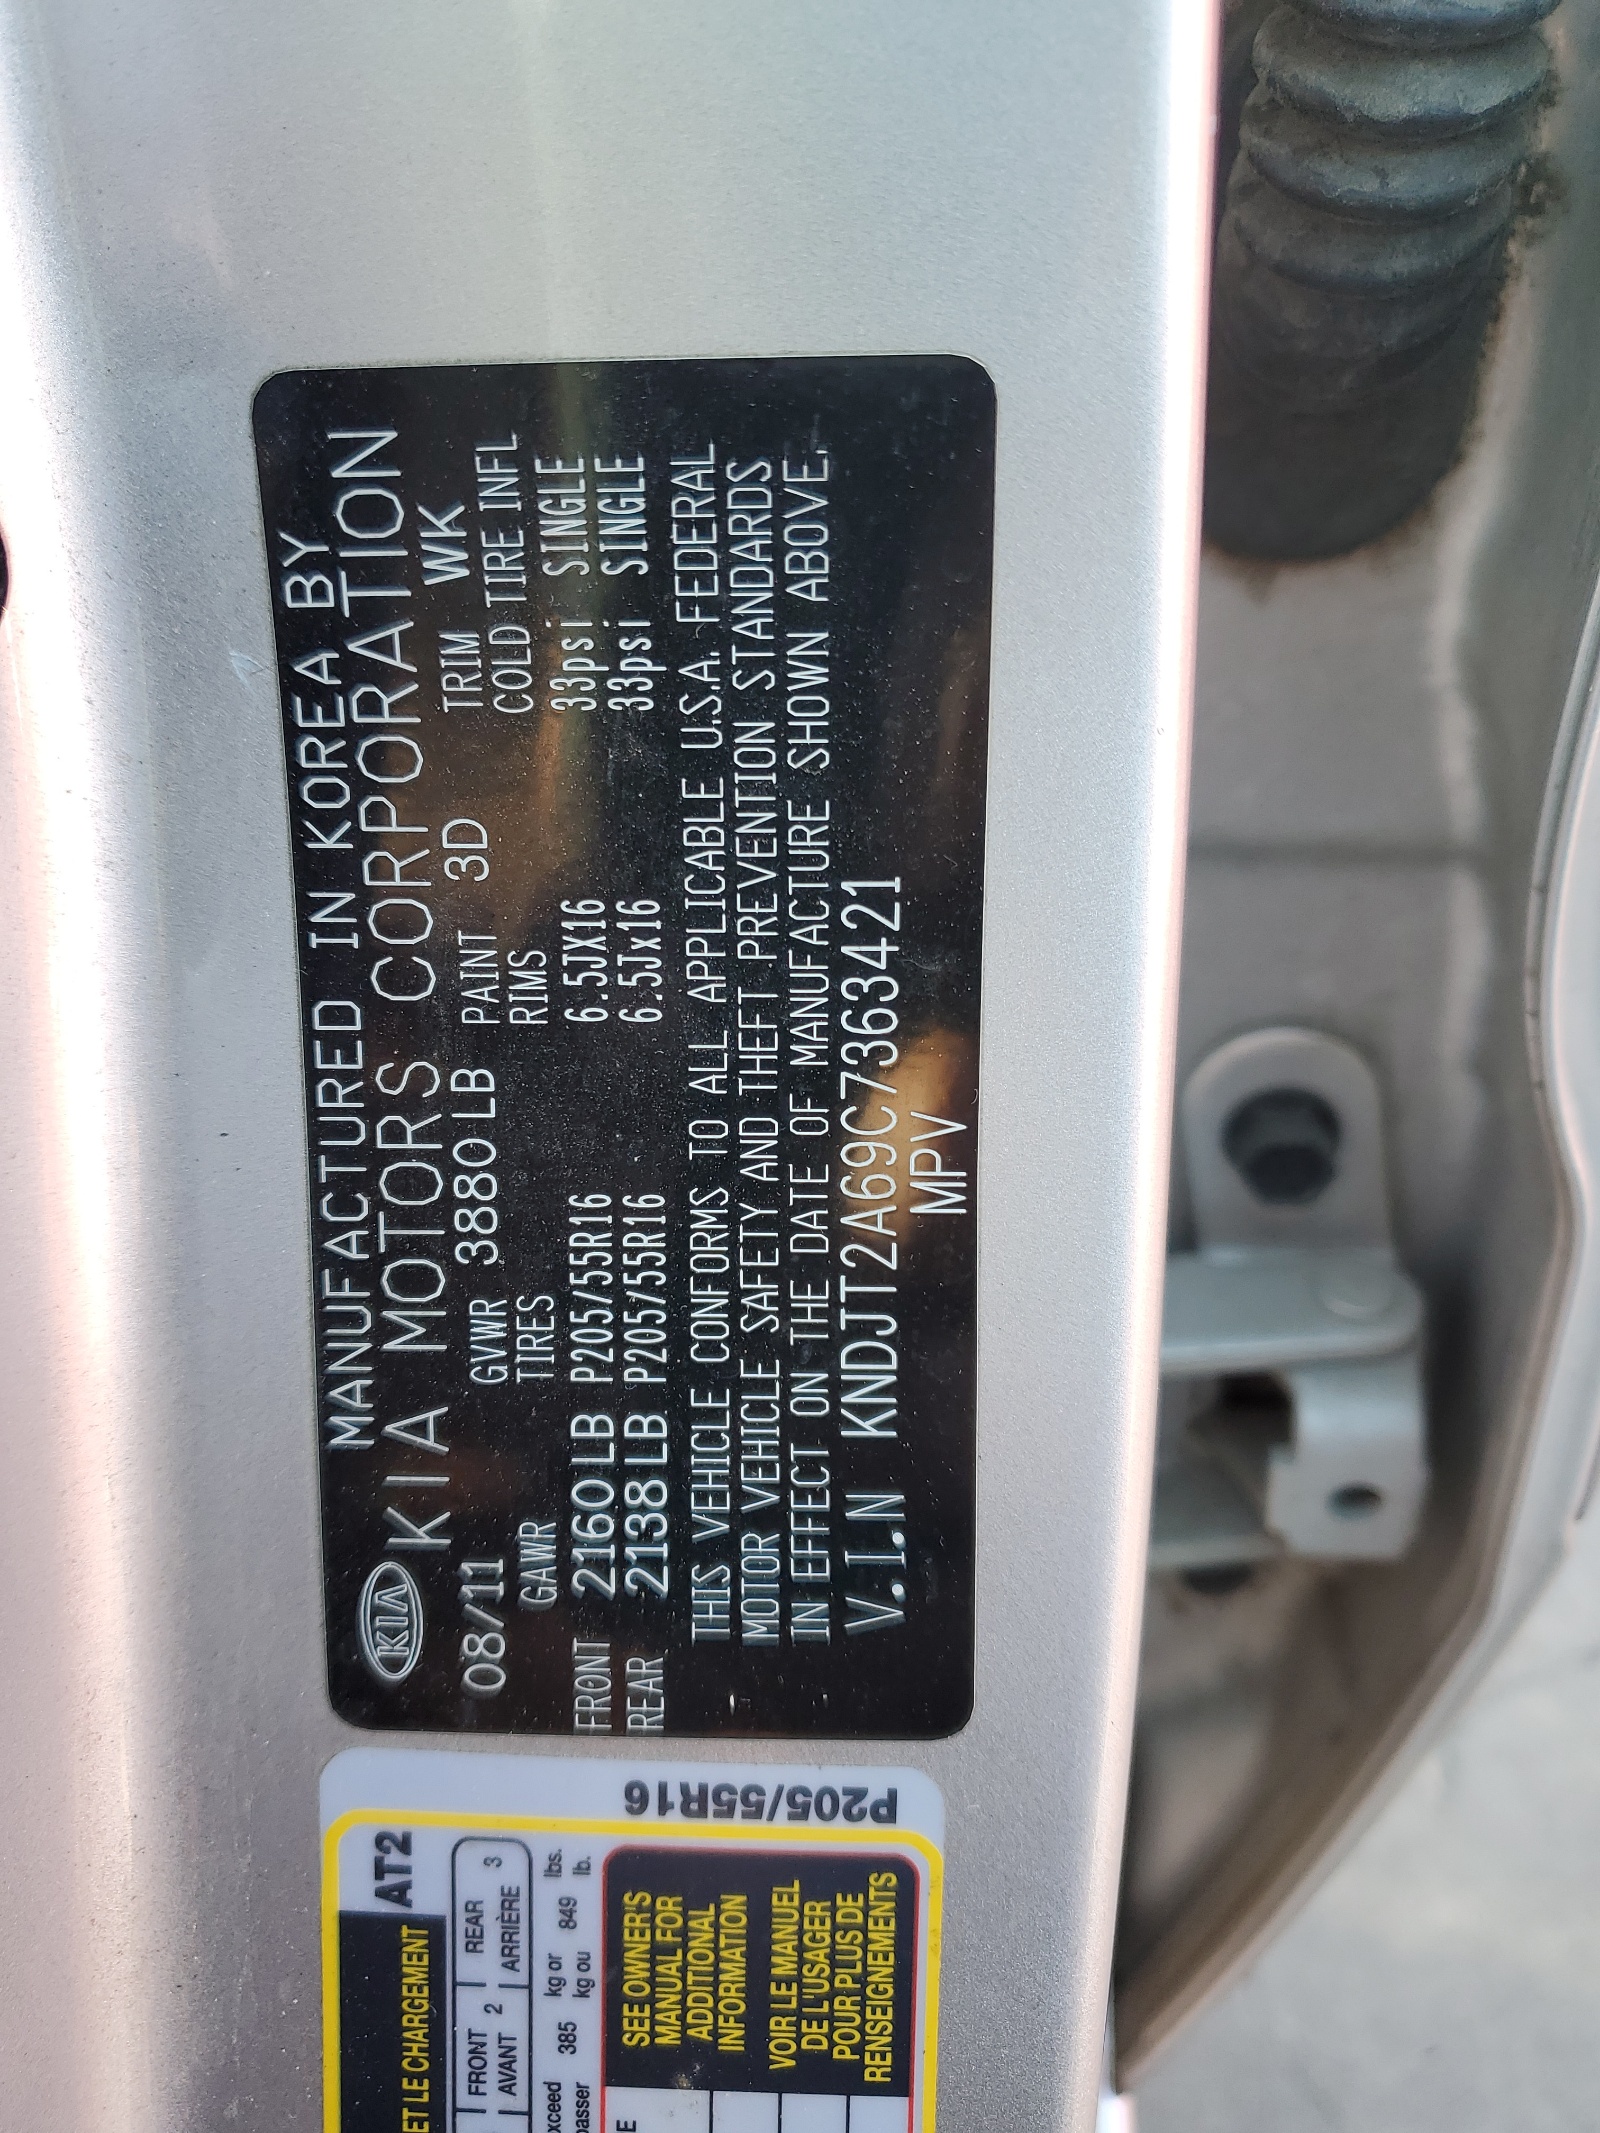 MANUFACTURED IN KOREA BY
KIA KIA MOTORS CORPORATION
08/11 GVWR 3880LB PAINT 3D TRIM WK
GAWR TIRES RIMS COLD TIRE INFL
FRONT 2160LB P205/55R16 6.5JX16 33psi SINGLE
REAR 2138LB P205/55R16 6.5Jx16 33psi SINGLE
THIS VEHICLE CONFORMS TO ALL APPLICABLE U.S.A. FEDERAL
MOTOR VEHICLE SAFETY AND THEFT PREVENTION STANDARDS
IN EFFECT ON THE DATE OF MANUFACTURE SHOWN ABOVE.
V.I.N KNDJT2A69C7363421
MPV
P205/55R16
AT2
ET LE CHARGEMENT
FRONT 2 REAR 3
AVANT ARRIÈRE
xceed 385 kg or 849 lbs.
passer kg ou lb.
SEE OWNER'S
MANUAL FOR
ADDITIONAL
INFORMATION
VOIR LE MANUEL
DE L'USAGER
POUR PLUS DE
RENSEIGNEMENTS
E